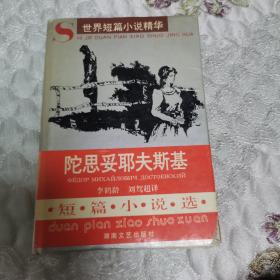 世界短篇小说精华
SHI JIE DUAN PIAN XIAO SHUO JING HUA
陀思妥耶夫斯基
ФЁДОР МИХАЙЛОВИЧ ДОСТОЕВСКИЙ
李鹤龄 刘驾超译
·短·篇·小·说·选·
duan pian xiao shuo xuan
湖南文艺出版社